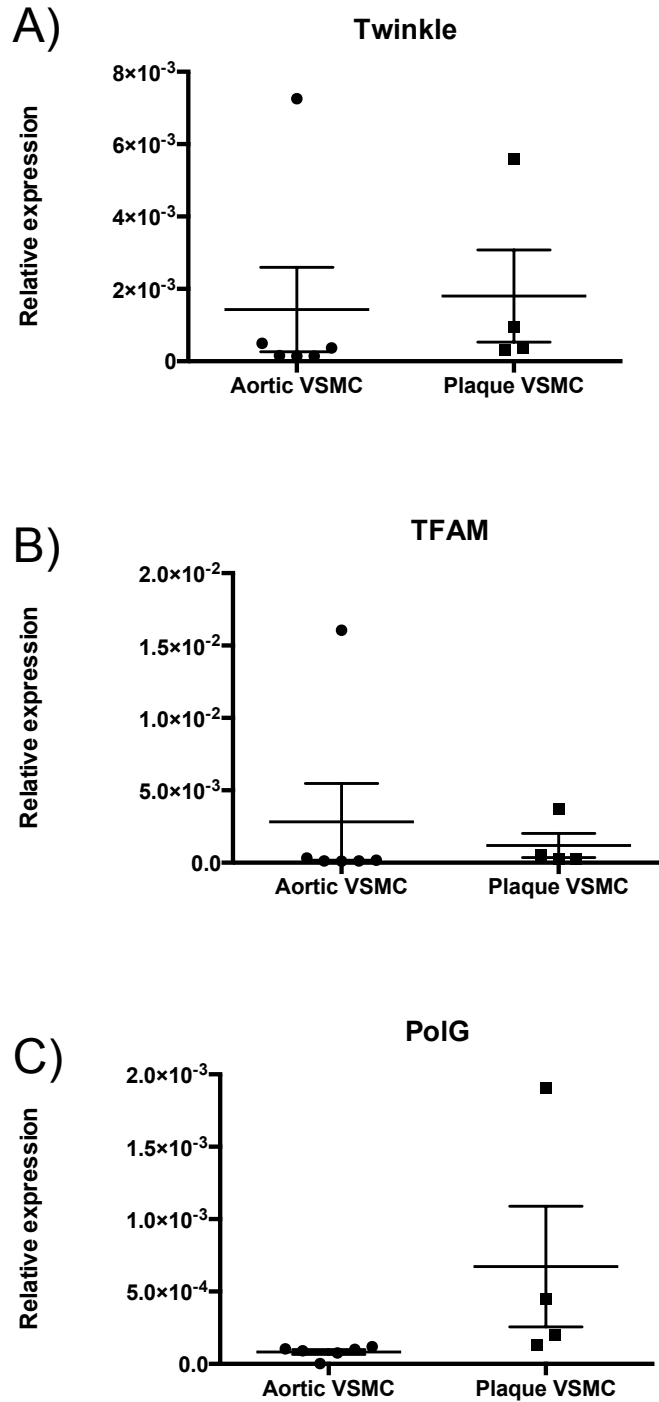 A)
Twinkle
Relative expression
8×10⁻³
6×10⁻³
4×10⁻³
2×10⁻³
0
Aortic VSMC Plaque VSMC
B)
TFAM
Relative expression
2.0×10⁻²
1.5×10⁻²
1.0×10⁻²
5.0×10⁻³
0.0
Aortic VSMC Plaque VSMC
C)
PolG
Relative expression
2.0×10⁻³
1.5×10⁻³
1.0×10⁻³
5.0×10⁻⁴
0.0
Aortic VSMC Plaque VSMC